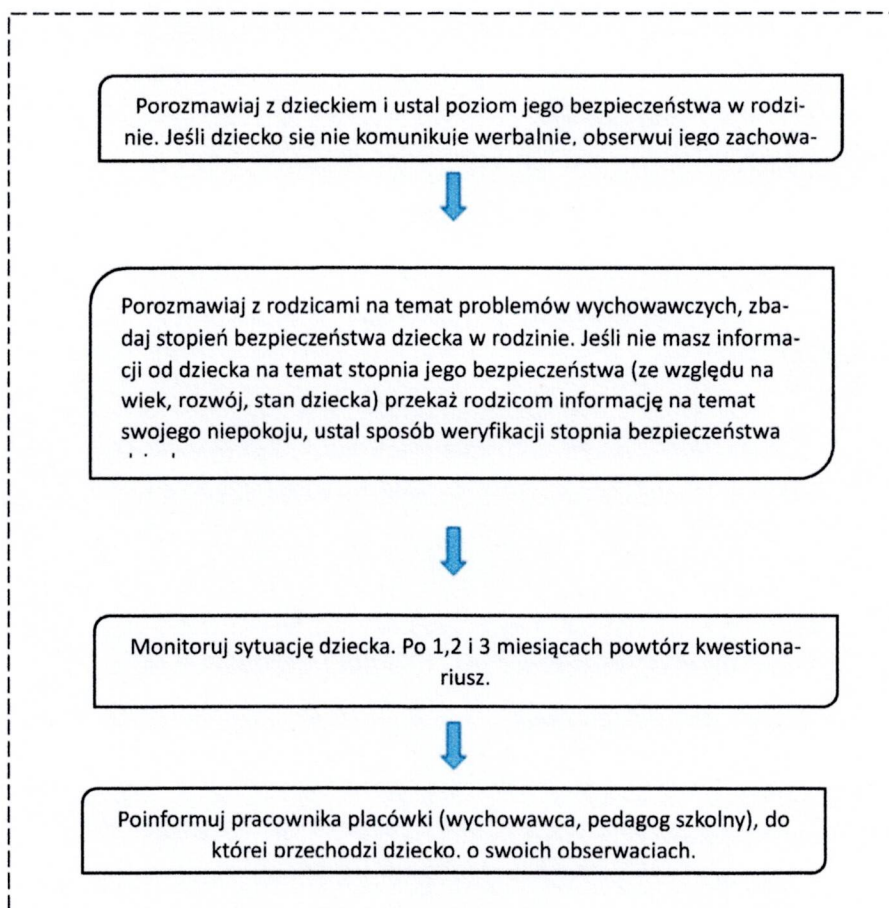 Porozmawiaj z dzieckiem i ustal poziom jego bezpieczeństwa w rodzi-
nie. Jeśli dziecko się nie komunikuje werbalnie, obserwuj jego zachowa-
Porozmawiaj z rodzicami na temat problemów wychowawczych, zba-
daj stopień bezpieczeństwa dziecka w rodzinie. Jeśli nie masz informa-
cji od dziecka na temat stopnia jego bezpieczeństwa (ze względu na
wiek, rozwój, stan dziecka) przekaż rodzicom informację na temat
swojego niepokoju, ustal sposób weryfikacji stopnia bezpieczeństwa
Monitoruj sytuację dziecka. Po 1,2 i 3 miesiącach powtórz kwestiona-
riusz.
Poinformuj pracownika placówki (wychowawca, pedagog szkolny), do
której przechodzi dziecko, o swoich obserwacjach.